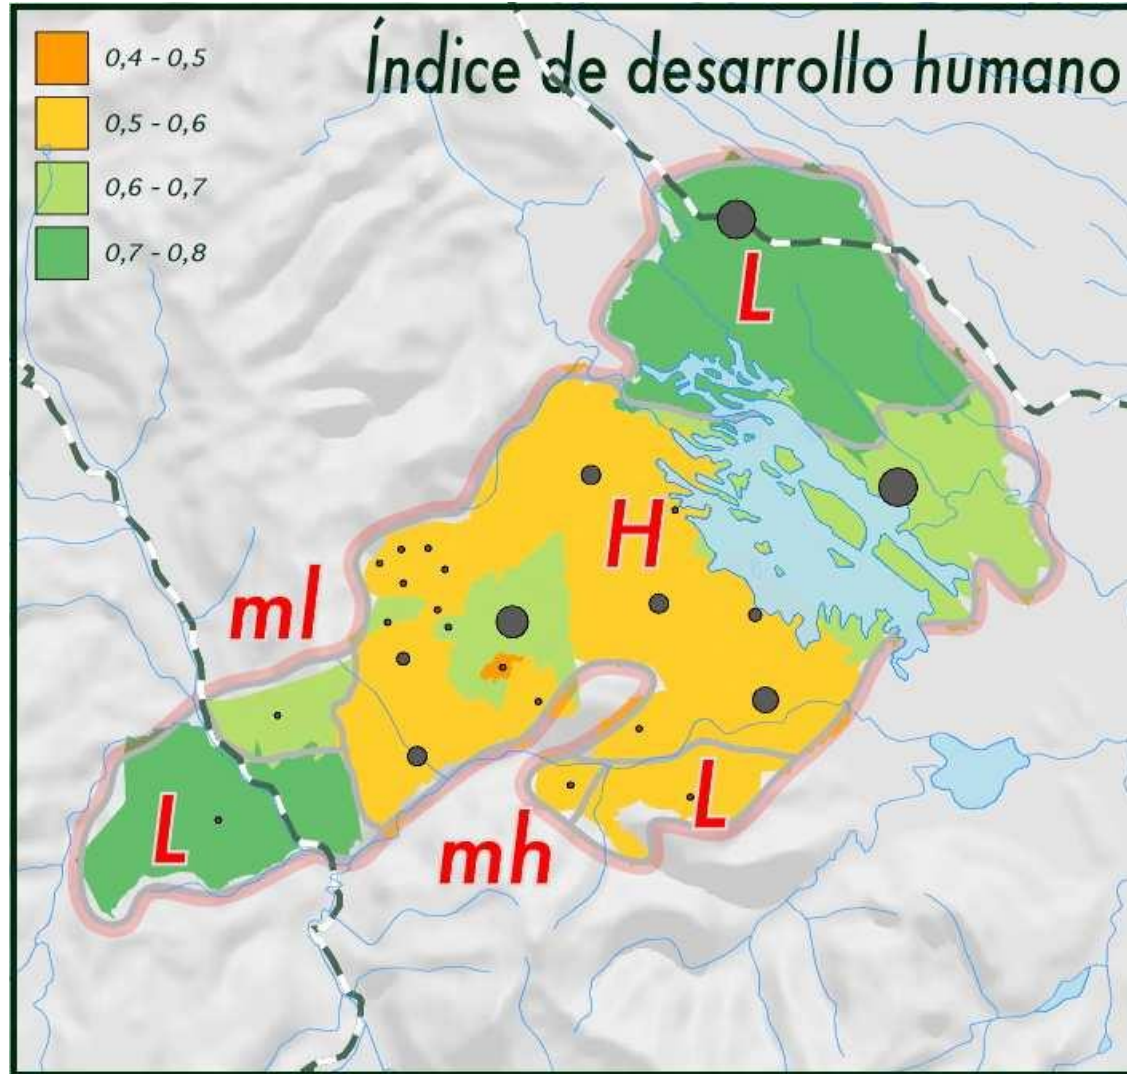 Índice de desarrollo humano
0,4 - 0,5
0,5 - 0,6
0,6 - 0,7
0,7 - 0,8
L
H
ml
L
L
mh